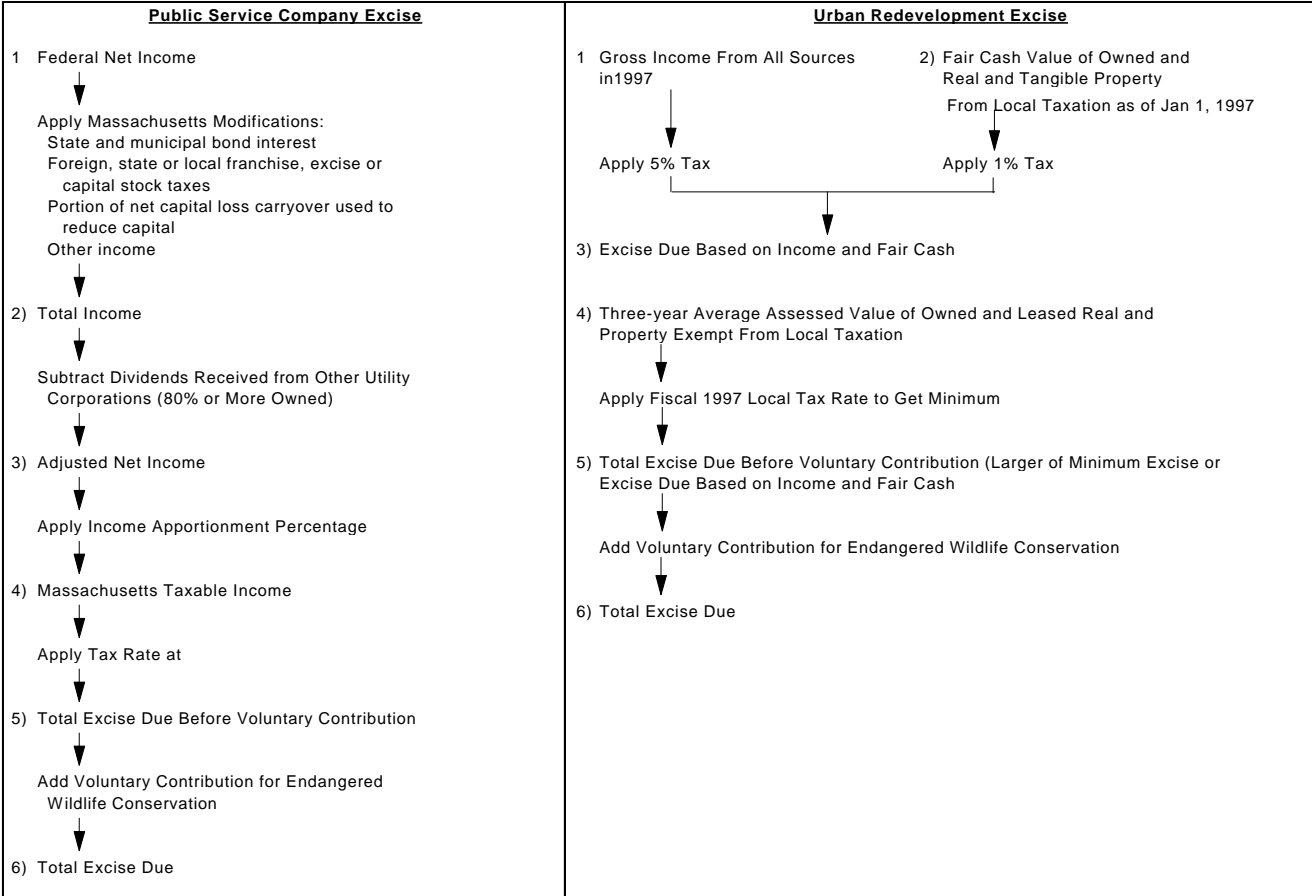 Public Service Company Excise
1 Federal Net Income
Apply Massachusetts Modifications:
State and municipal bond interest
Foreign, state or local franchise, excise or
capital stock taxes
Portion of net capital loss carryover used to
reduce capital
Other income
2) Total Income
Subtract Dividends Received from Other Utility
Corporations (80% or More Owned)
3) Adjusted Net Income
Apply Income Apportionment Percentage
4) Massachusetts Taxable Income
Apply Tax Rate at
5) Total Excise Due Before Voluntary Contribution
Add Voluntary Contribution for Endangered
Wildlife Conservation
6) Total Excise Due
Urban Redevelopment Excise
1 Gross Income From All Sources
in1997
2) Fair Cash Value of Owned and
Real and Tangible Property
From Local Taxation as of Jan 1, 1997
Apply 5% Tax
Apply 1% Tax
3) Excise Due Based on Income and Fair Cash
4) Three-year Average Assessed Value of Owned and Leased Real and
Property Exempt From Local Taxation
Apply Fiscal 1997 Local Tax Rate to Get Minimum
5) Total Excise Due Before Voluntary Contribution (Larger of Minimum Excise or
Excise Due Based on Income and Fair Cash
Add Voluntary Contribution for Endangered Wildlife Conservation
6) Total Excise Due